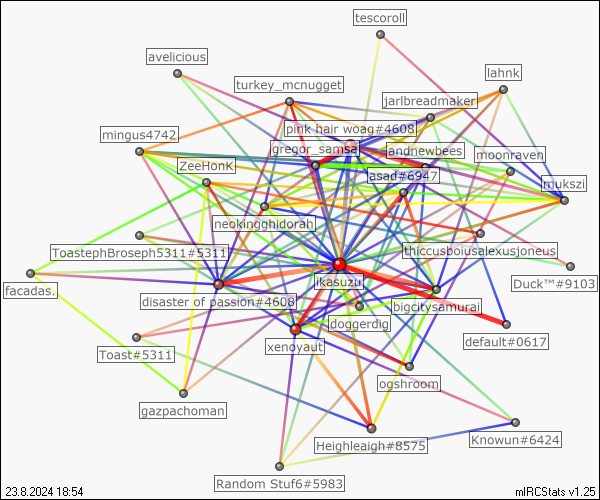 tescoroll
avelicious
lahnk
turkey_mcnugget
jarlbreadmaker
pink hair woag#4608
mingus4742
gregor_samsa
andnewbees
moonraven
ZeeHonK
asad#6947
mukszi
neokingghidorah
ToastephBroseph5311#5311
thiccusboiusalexusjoneus
ikasuzu
Duck™#9103
facadas.
disaster of passion#4608
bigcitysamurai
doggerdig
default#0617
xenoyaut
Toast#5311
ogshroom
gazpachoman
Heighleaigh#8575
Knowun#6424
Random Stuf6#5983
23.8.2024 18:54
mIRCStats v1.25